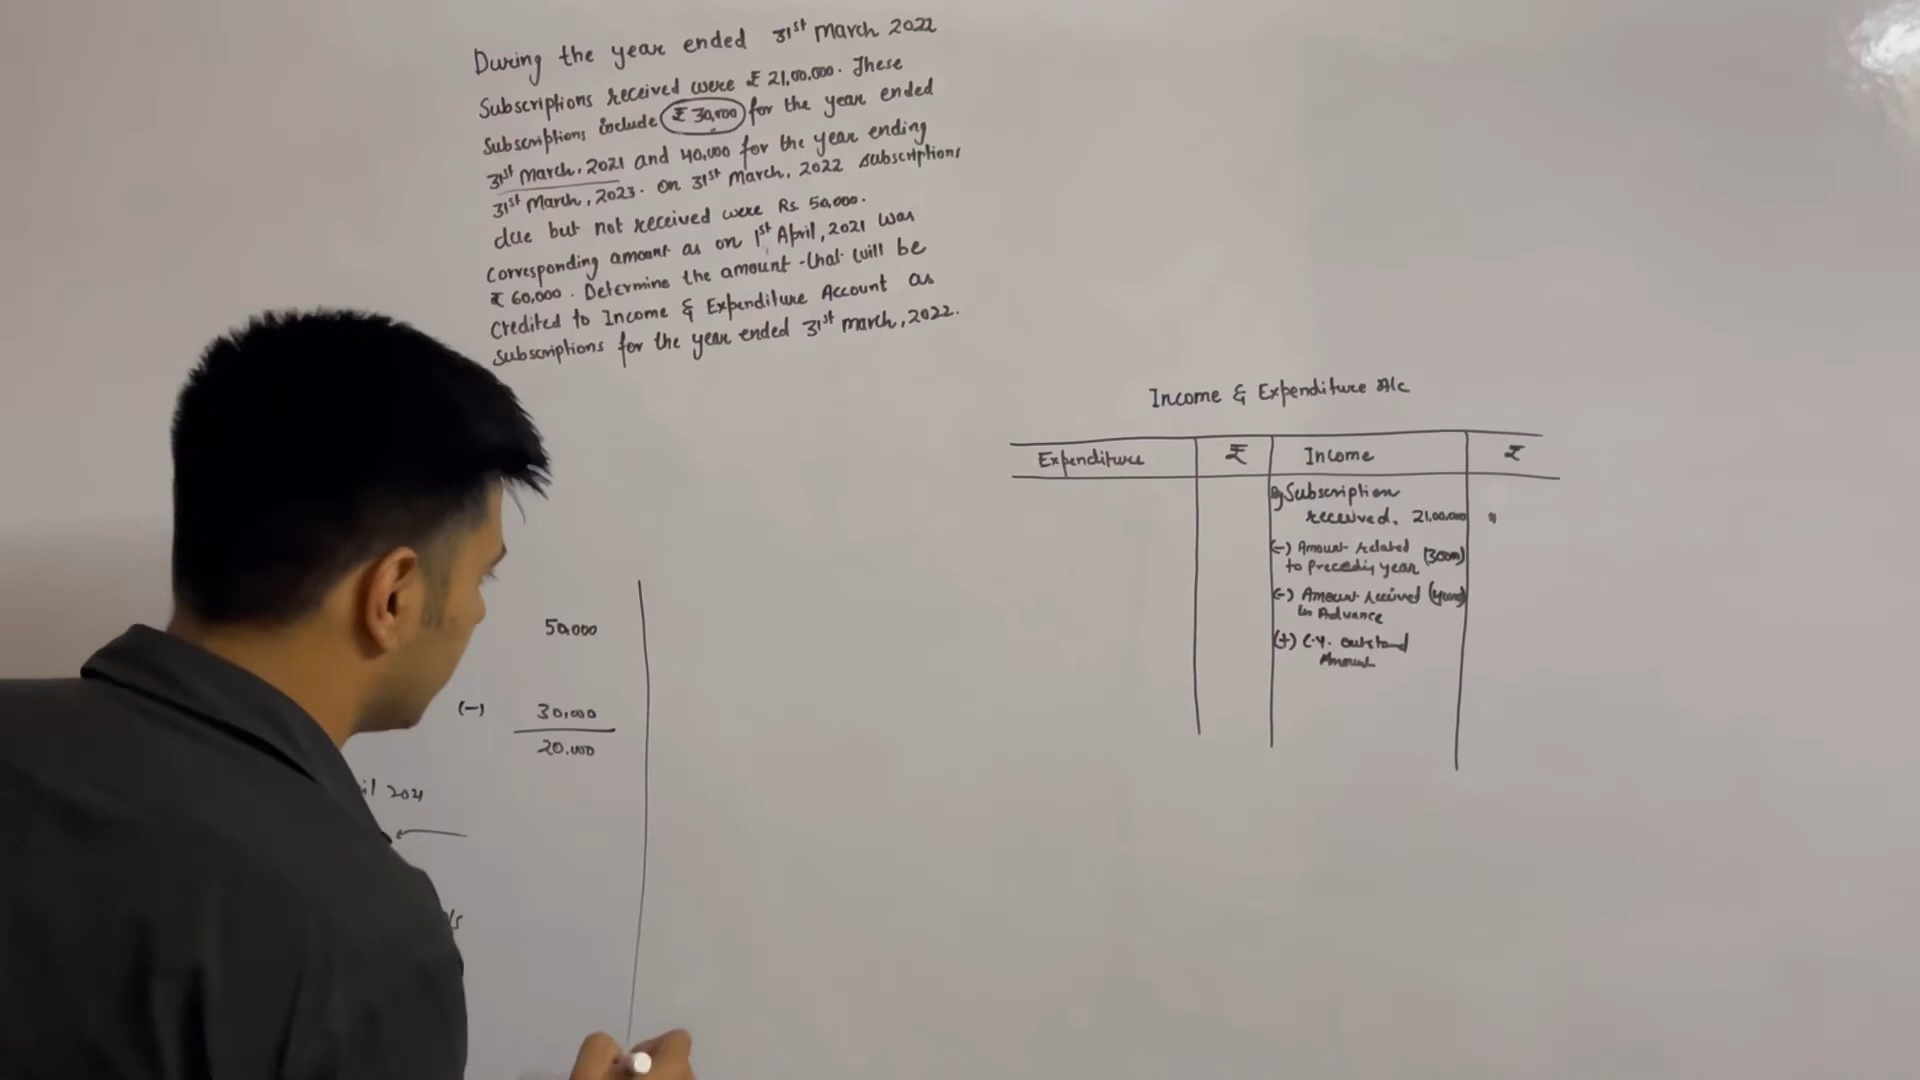 During the year ended 31st March 2022
Subscriptions received were ₹ 21,00,000. These
Subscriptions include ₹ 30,000 for the year ended
31st March, 2021 and 40,000 for the year ending
31st March, 2023. On 31st March, 2022 subscriptions
due but not received were Rs 50,000.
Corresponding amount as on 1st April, 2021 was
₹ 60,000. Determine the amount that will be
Credited to Income & Expenditure Account as
Subscriptions for the year ended 31st march, 2022.
Income & Expenditure A/c
Expenditure ₹ Income ₹
By Subscription
received. 21,00,000
(-) Amount related
to Preceding year (30000)
(-) Amount received (40000)
in Advance
(+) C.Y. outstand
Amount
50,000
(-) 30,000
20,000
2021